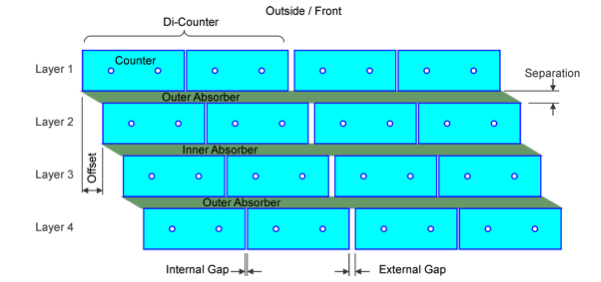 Outside / Front
Di-Counter
Layer 1
Counter
Separation
Outer Absorber
Layer 2
Inner Absorber
Offset
Layer 3
Outer Absorber
Layer 4
Internal Gap
External Gap